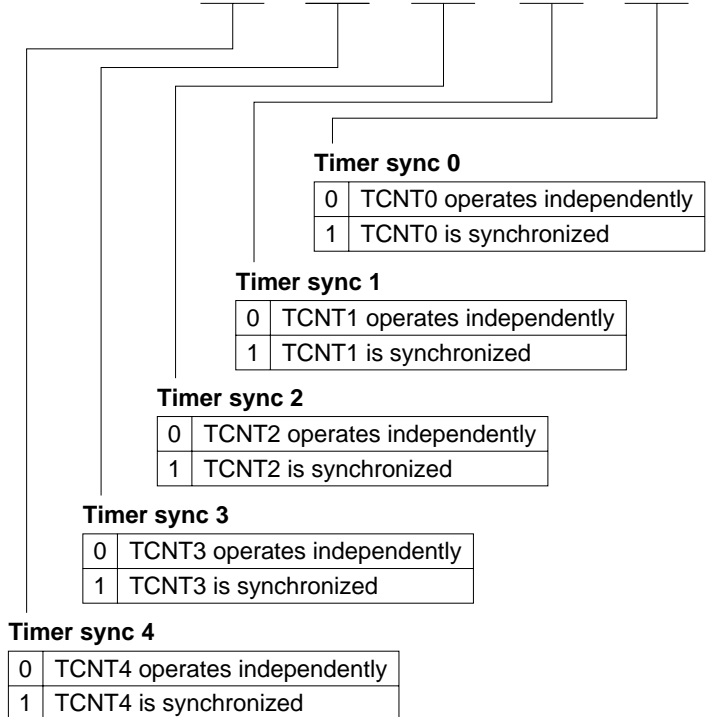 Timer sync 0
0 TCNT0 operates independently
1 TCNT0 is synchronized
Timer sync 1
0 TCNT1 operates independently
1 TCNT1 is synchronized
Timer sync 2
0 TCNT2 operates independently
1 TCNT2 is synchronized
Timer sync 3
0 TCNT3 operates independently
1 TCNT3 is synchronized
Timer sync 4
0 TCNT4 operates independently
1 TCNT4 is synchronized